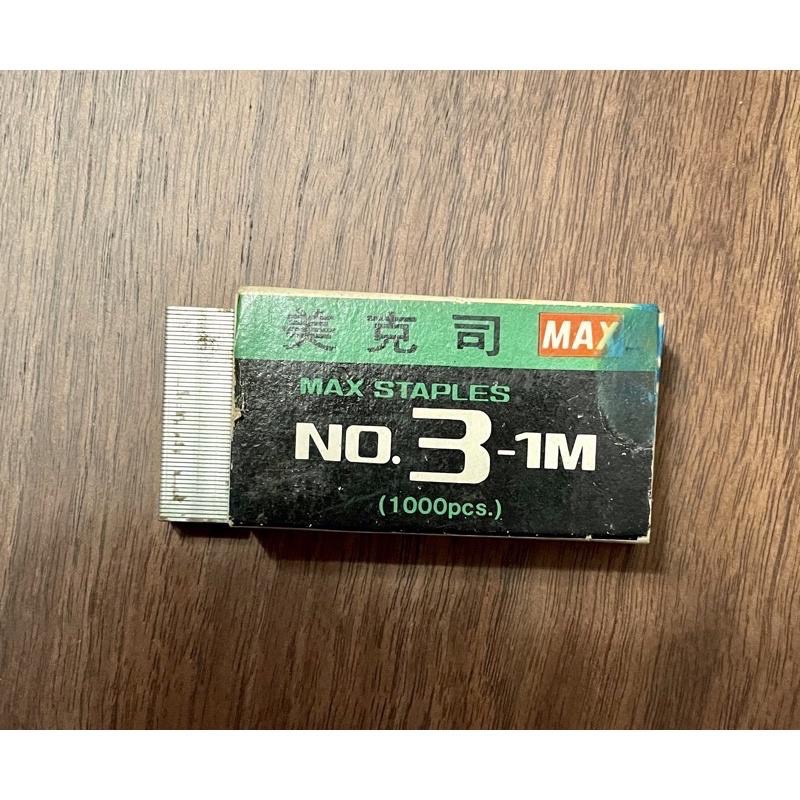 美克司 MAX
MAX STAPLES
NO.3-1M
(1000pcs.)